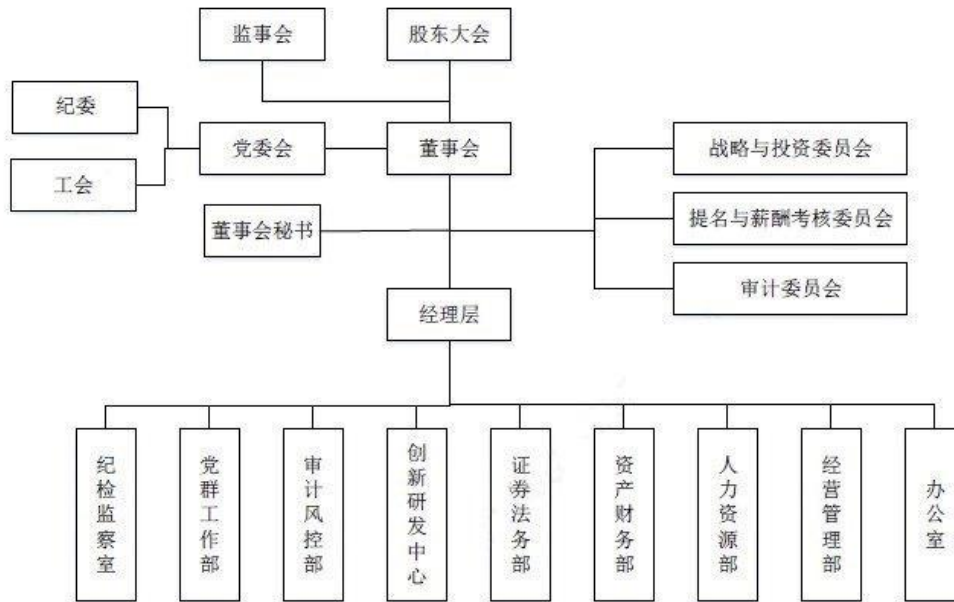 监事会
股东大会
纪委
党委会
董事会
战略与投资委员会
工会
董事会秘书
提名与薪酬考核委员会
审计委员会
经理层
纪检监察室
党群工作部
审计风控部
创新研发中心
证券法务部
资产财务部
人力资源部
经营管理部
办公室